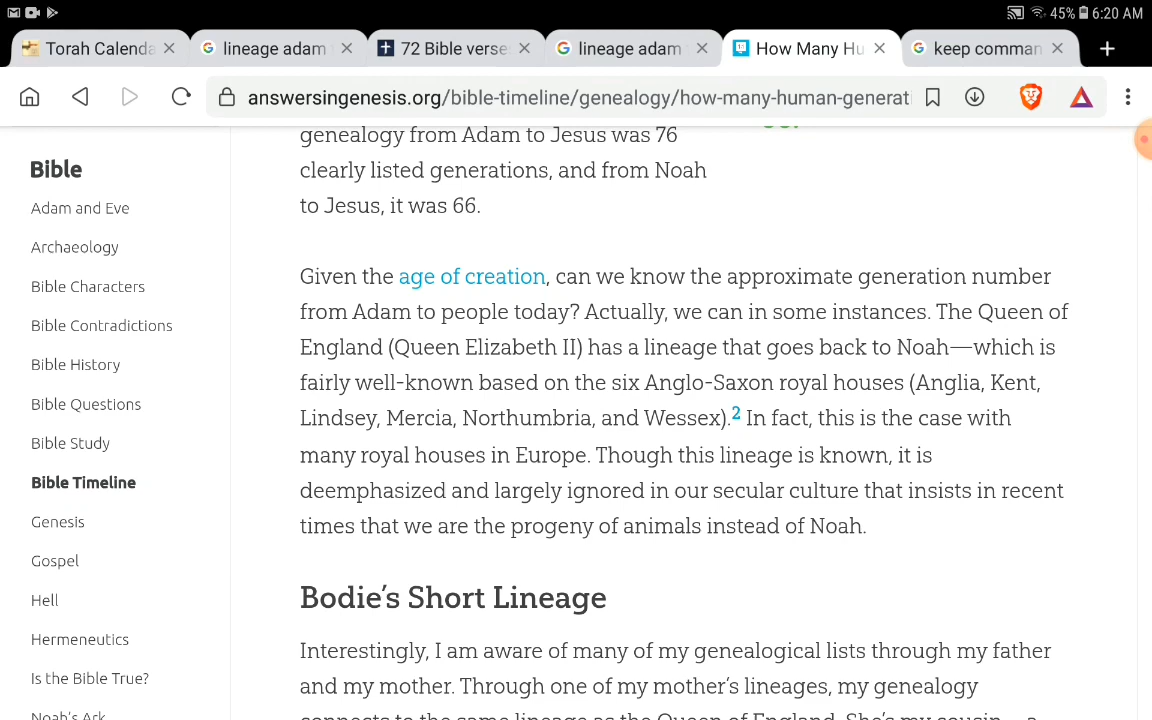 45% 6:20 AM
Torah Calenda
lineage adam
72 Bible verse
lineage adam
How Many Hu
keep comman
answersingenesis.org/bible-timeline/genealogy/how-many-human-generati
genealogy from Adam to Jesus was 76
clearly listed generations, and from Noah
to Jesus, it was 66.
Given the age of creation, can we know the approximate generation number
from Adam to people today? Actually, we can in some instances. The Queen of
England (Queen Elizabeth II) has a lineage that goes back to Noah—which is
fairly well-known based on the six Anglo-Saxon royal houses (Anglia, Kent,
Lindsey, Mercia, Northumbria, and Wessex).2 In fact, this is the case with
many royal houses in Europe. Though this lineage is known, it is
deemphasized and largely ignored in our secular culture that insists in recent
times that we are the progeny of animals instead of Noah.
Bodie's Short Lineage
Interestingly, I am aware of many of my genealogical lists through my father
and my mother. Through one of my mother's lineages, my genealogy
connects to the same lineage as the Queen of England. She's my cousin—a
Bible
Adam and Eve
Archaeology
Bible Characters
Bible Contradictions
Bible History
Bible Questions
Bible Study
Bible Timeline
Genesis
Gospel
Hell
Hermeneutics
Is the Bible True?
Noah's Ark